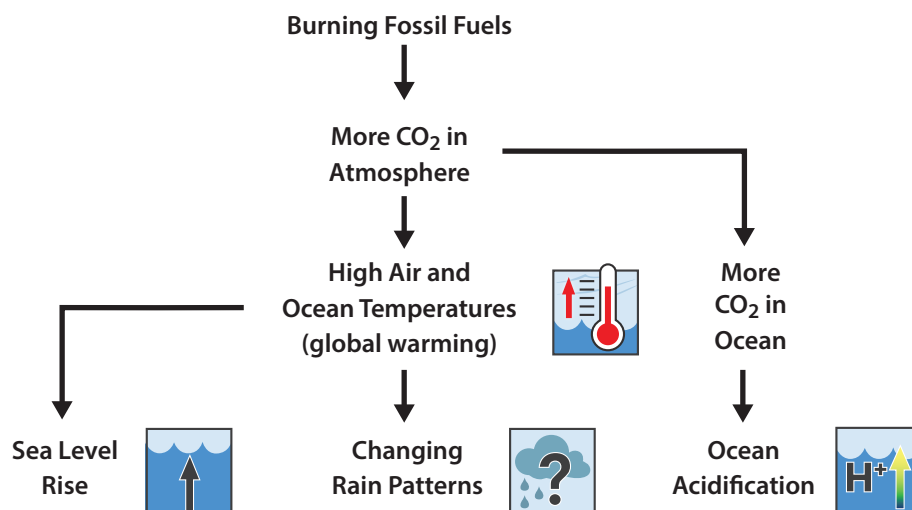 Burning Fossil Fuels
More CO₂ in
Atmosphere
High Air and
Ocean Temperatures
(global warming)
More
CO₂ in
Ocean
Sea Level
Rise
Changing
Rain Patterns
?
Ocean
Acidification
H⁺